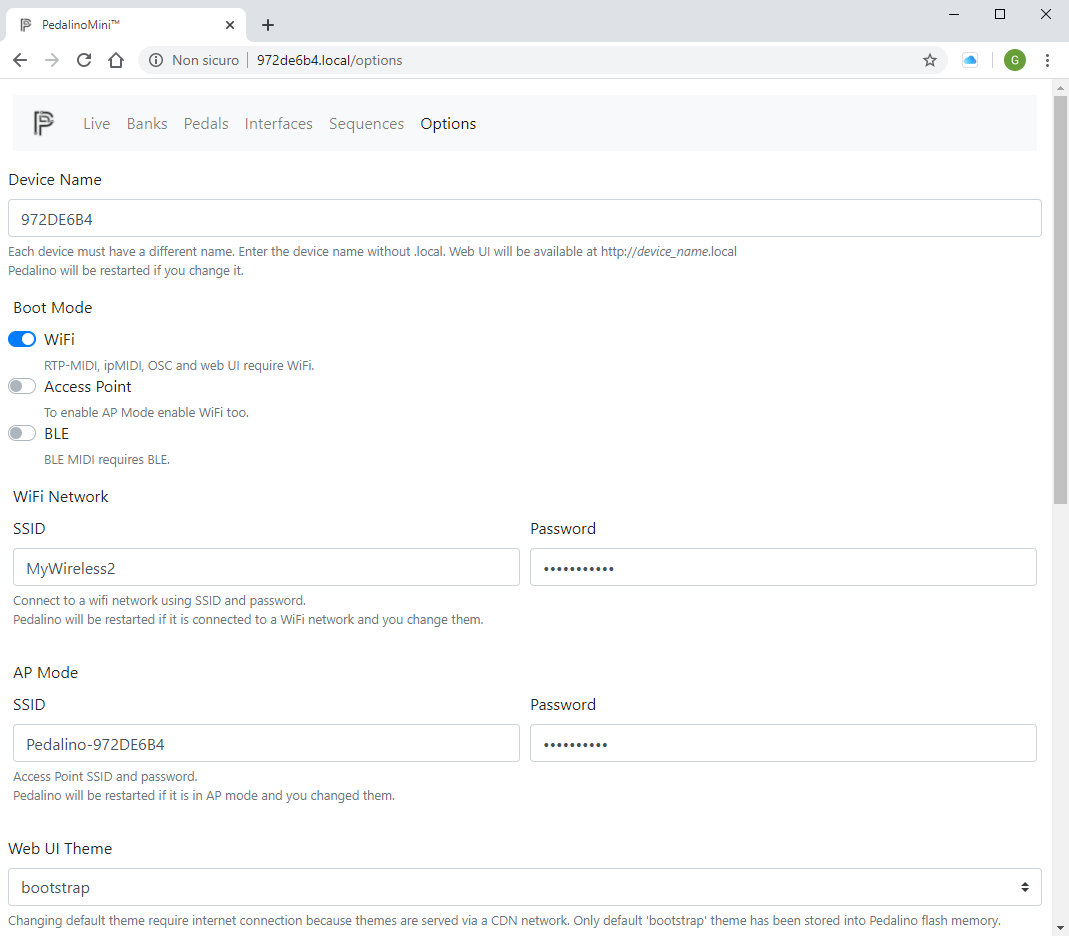 PedalinoMini™
Non sicuro 972de6b4.local/options
G
Live Banks Pedals Interfaces Sequences Options
Device Name
972DE6B4
Each device must have a different name. Enter the device name without .local. Web UI will be available at http://device_name.local
Pedalino will be restarted if you change it.
Boot Mode
WiFi
RTP-MIDI, ipMIDI, OSC and web UI require WiFi.
Access Point
To enable AP Mode enable WiFi too.
BLE
BLE MIDI requires BLE.
WiFi Network
SSID Password
MyWireless2 •••••••••••
Connect to a wifi network using SSID and password.
Pedalino will be restarted if it is connected to a WiFi network and you change them.
AP Mode
SSID Password
Pedalino-972DE6B4 ••••••••••
Access Point SSID and password.
Pedalino will be restarted if it is in AP mode and you changed them.
Web UI Theme
bootstrap
Changing default theme require internet connection because themes are served via a CDN network. Only default 'bootstrap' theme has been stored into Pedalino flash memory.